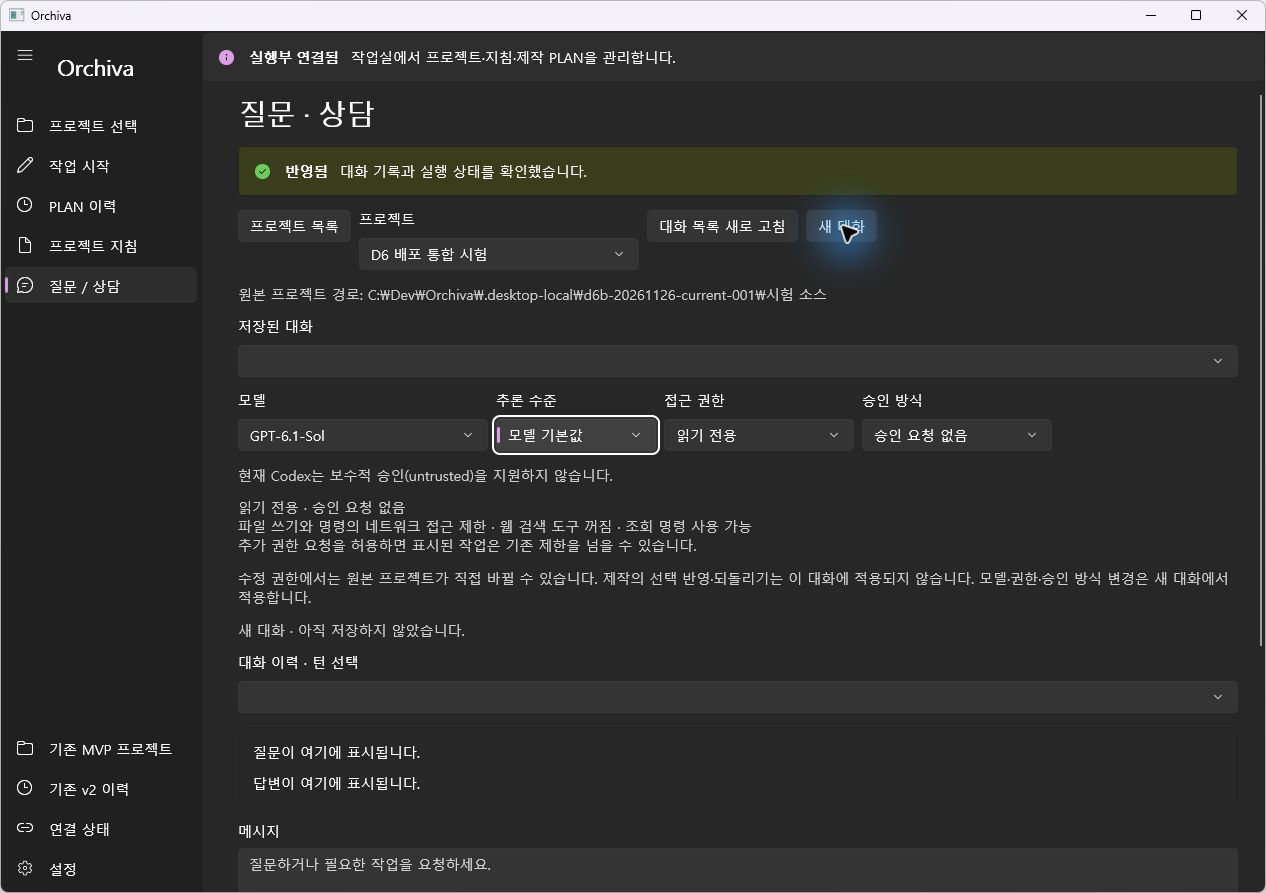 Orchiva
Orchiva
실행부 연결됨 작업실에서 프로젝트·지침·제작 PLAN을 관리합니다.
프로젝트 선택
작업 시작
PLAN 이력
프로젝트 지침
질문 / 상담
기존 MVP 프로젝트
기존 v2 이력
연결 상태
설정
질문 · 상담
반영됨 대화 기록과 실행 상태를 확인했습니다.
프로젝트 목록
프로젝트
D6 배포 통합 시험
대화 목록 새로 고침
새 대화
원본 프로젝트 경로: C:₩Dev₩Orchiva₩.desktop-local₩d6b-20261126-current-001₩시험 소스
저장된 대화
모델
추론 수준
접근 권한
승인 방식
GPT-6.1-Sol
모델 기본값
읽기 전용
승인 요청 없음
현재 Codex는 보수적 승인(untrusted)을 지원하지 않습니다.
읽기 전용 · 승인 요청 없음
파일 쓰기와 명령의 네트워크 접근 제한 · 웹 검색 도구 꺼짐 · 조회 명령 사용 가능
추가 권한 요청을 허용하면 표시된 작업은 기존 제한을 넘을 수 있습니다.
수정 권한에서는 원본 프로젝트가 직접 바뀔 수 있습니다. 제작의 선택 반영·되돌리기는 이 대화에 적용되지 않습니다. 모델·권한·승인 방식 변경은 새 대화에서
적용합니다.
새 대화 · 아직 저장하지 않았습니다.
대화 이력 · 턴 선택
질문이 여기에 표시됩니다.
답변이 여기에 표시됩니다.
메시지
질문하거나 필요한 작업을 요청하세요.